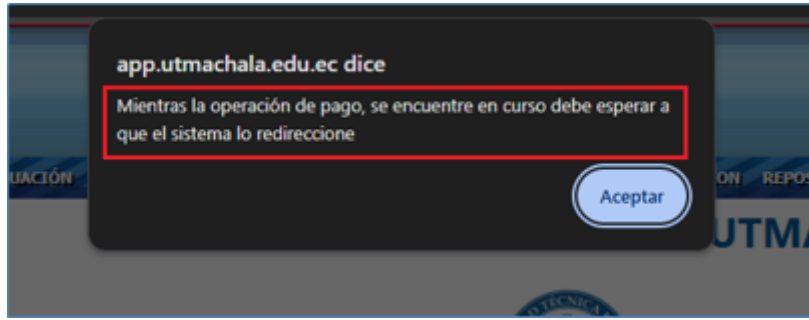 app.utmachala.edu.ec dice
Mientras la operación de pago, se encuentre en curso debe esperar a
que el sistema lo redireccione
UACIÓN
ON REPOS
Aceptar
UTMA
D TÉCNICA